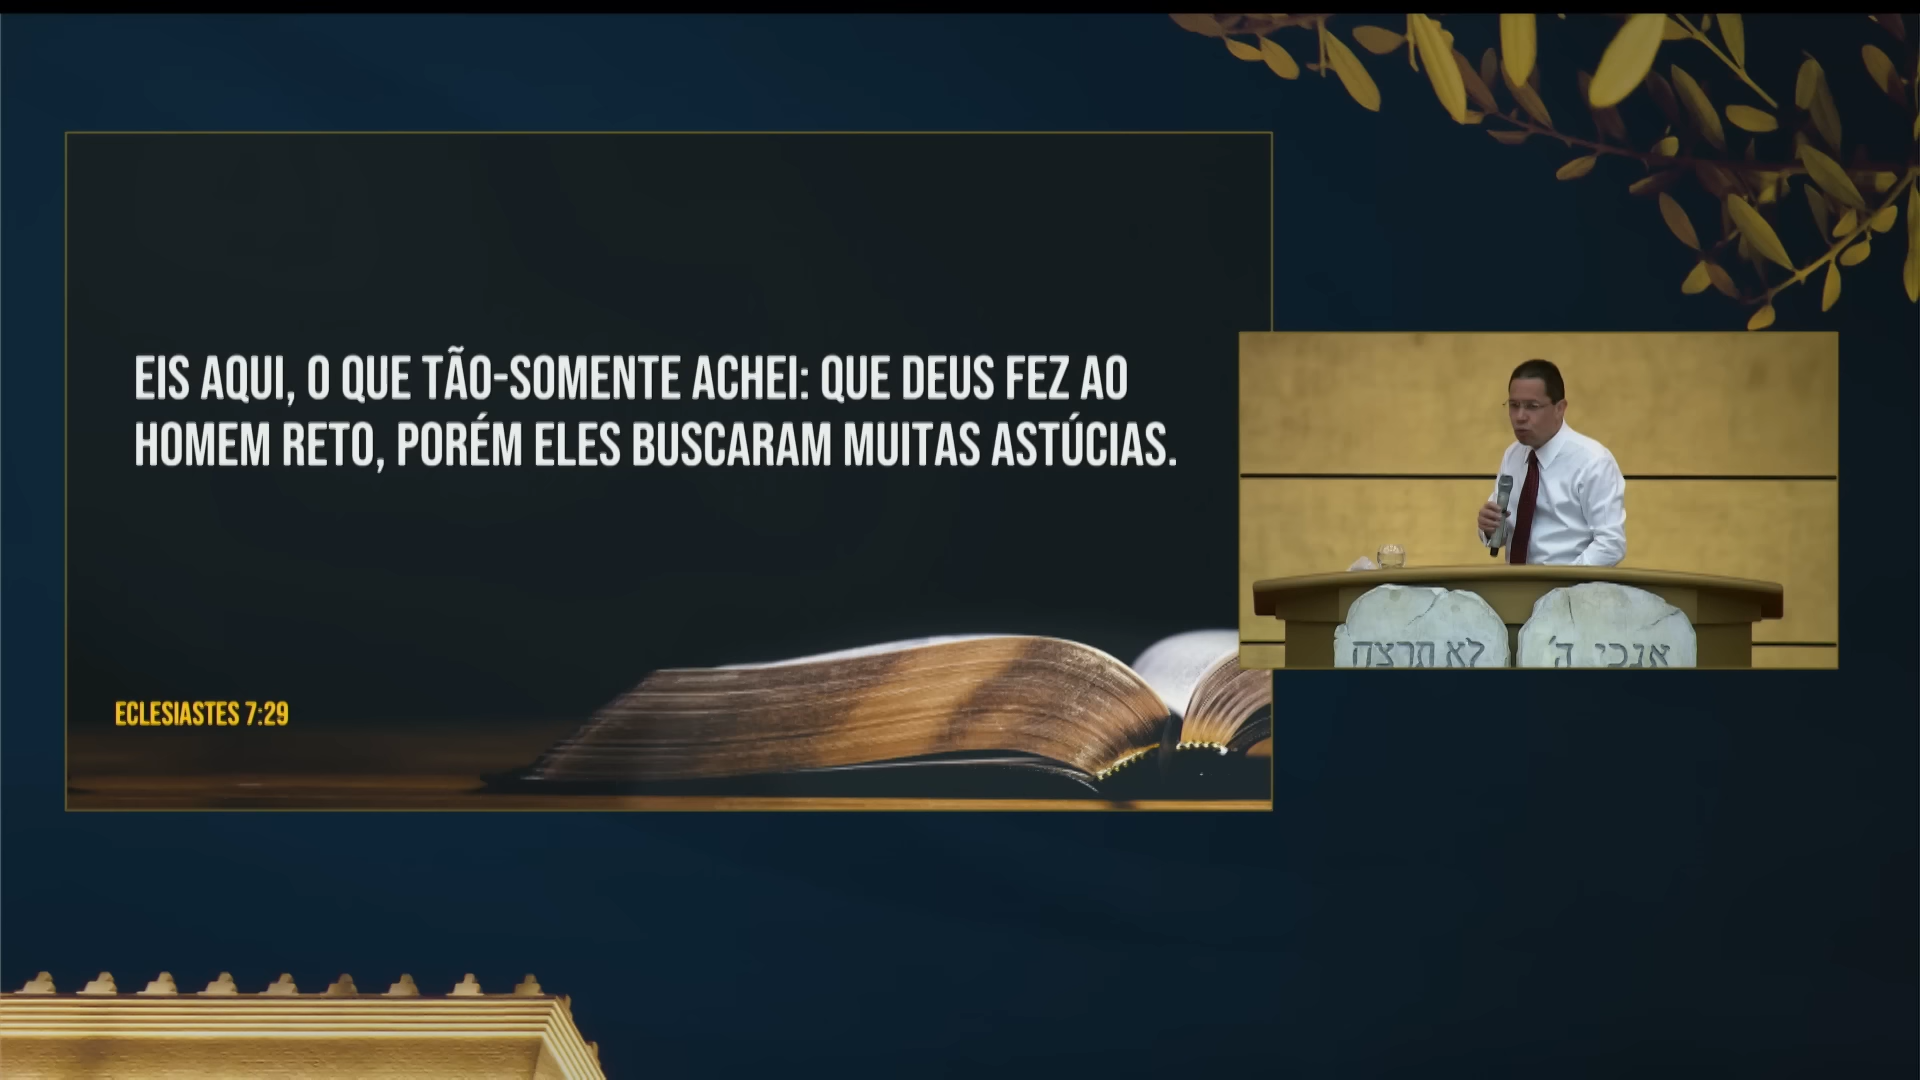 EIS AQUI, O QUE TÃO-SOMENTE ACHEI: QUE DEUS FEZ AO
HOMEM RETO, PORÉM ELES BUSCARAM MUITAS ASTÚCIAS.
ECLESIASTES 7:29
לא תרצח
אנכי ה'